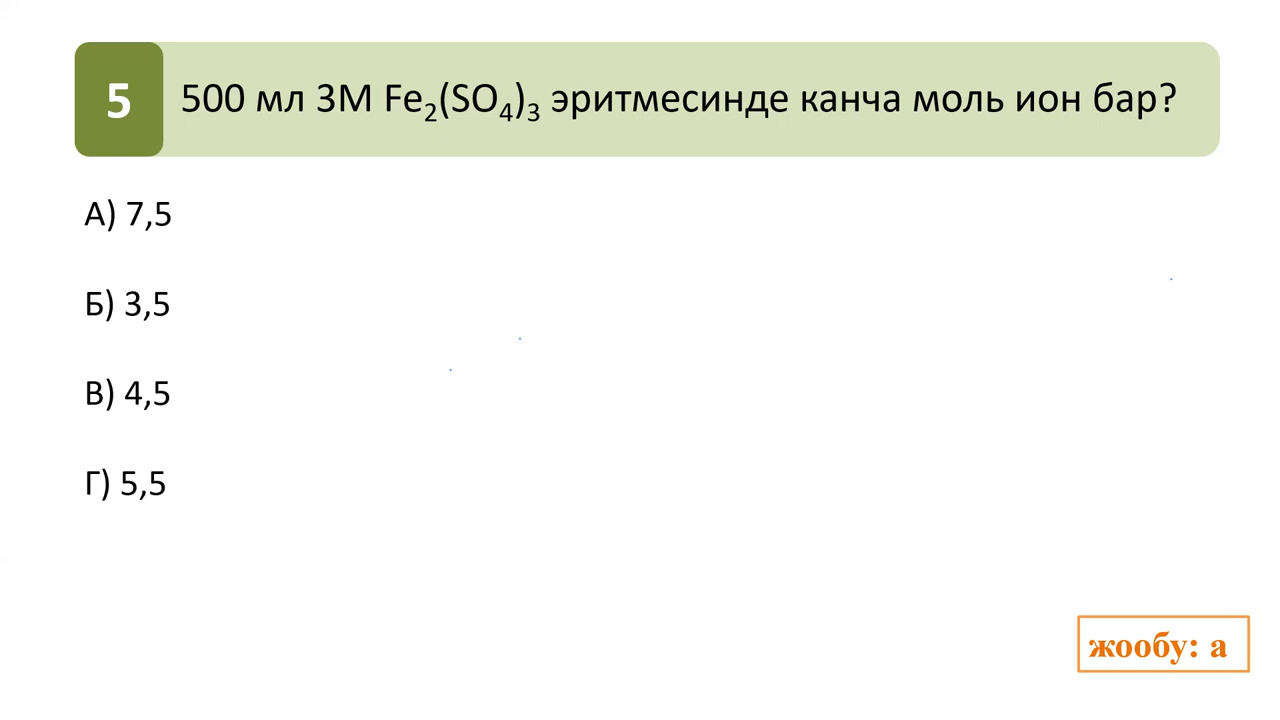 5
500 мл 3М Fe₂(SO₄)₃ эритмесинде канча моль ион бар?
А) 7,5
Б) 3,5
В) 4,5
Г) 5,5
жообу: а